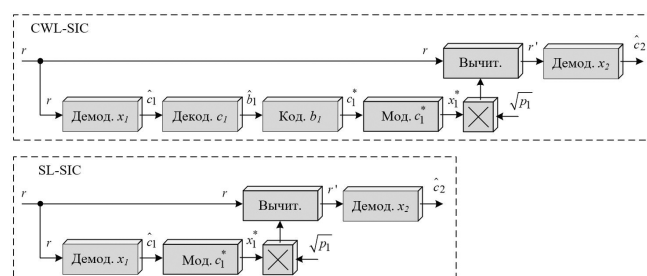 CWL-SIC
r r Вычит. r' Демод. x₂ ĉ₂
r Демод. x₁ ĉ₁ Декод. c₁ b̂₁ Код. b₁ c₁* Мод. c₁* x₁* √p₁
SL-SIC
r r Вычит. r' Демод. x₂ ĉ₂
r Демод. x₁ ĉ₁ Мод. c₁* x₁* √p₁